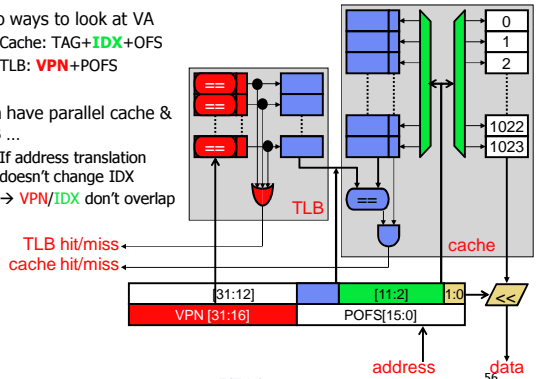 o ways to look at VA
Cache: TAG+IDX+OFS
TLB: VPN+POFS
have parallel cache &
...
If address translation
doesn't change IDX
→ VPN/IDX don't overlap
==
==
==
TLB
==
0
1
2
1022
1023
cache
TLB hit/miss
cache hit/miss
[31:12]
[11:2]
1:0
<<
VPN [31:16]
POFS[15:0]
address
data
56